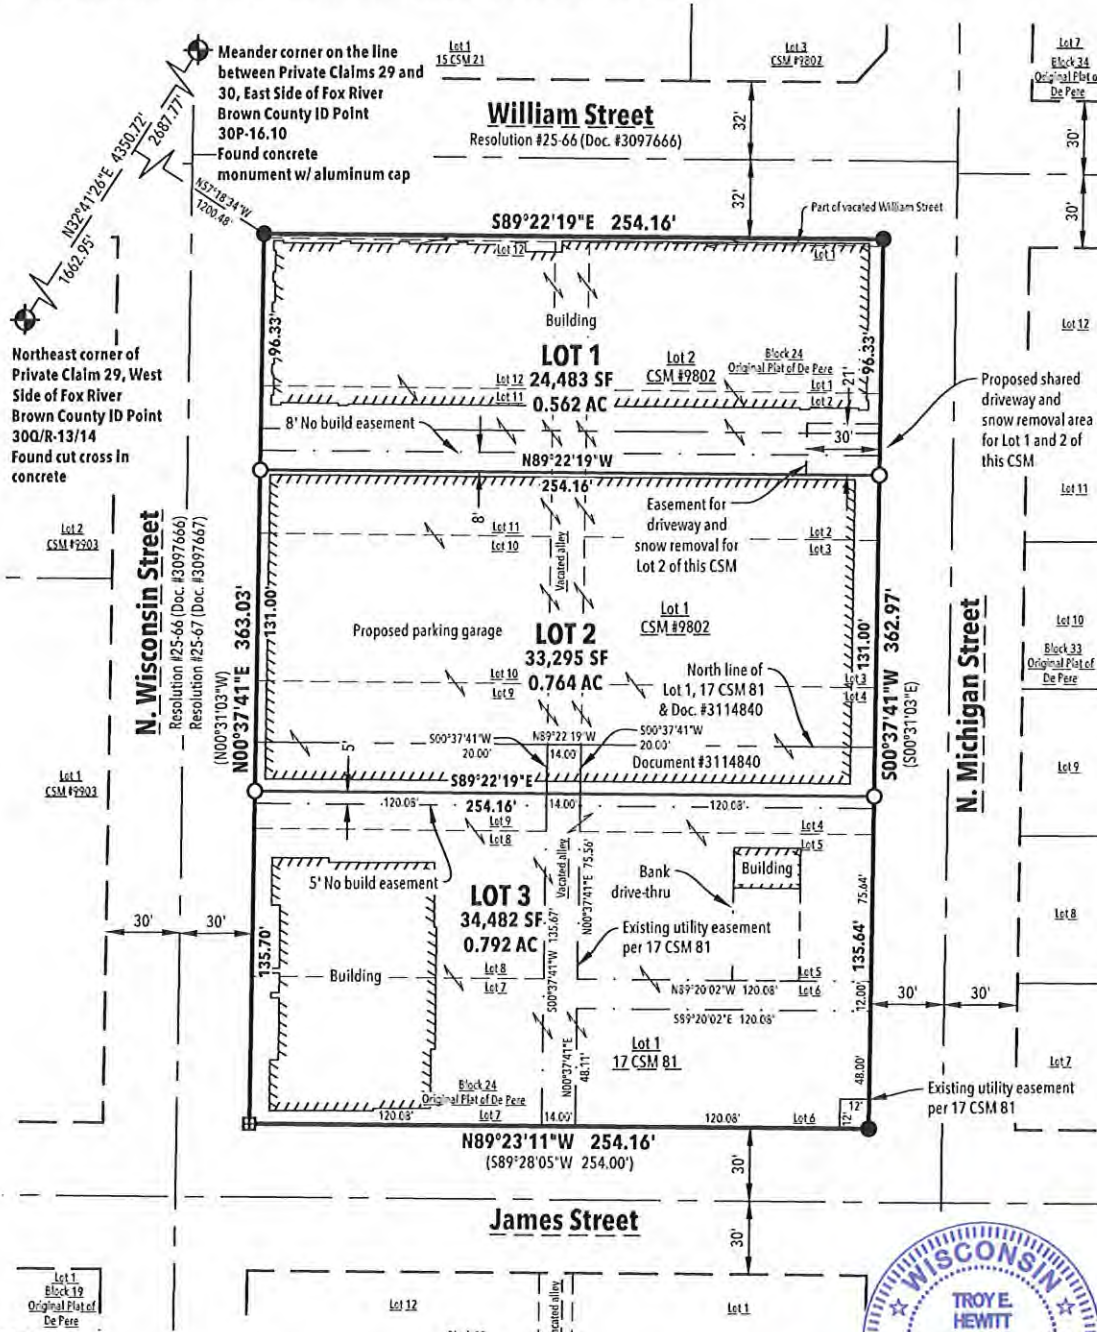 Meander corner on the line
between Private Claims 29 and
30, East Side of Fox River
Brown County ID Point
30P-16.10
Found concrete
monument w/ aluminum cap
Lot 1
15 CSM 21
Lot 3
CSM #9802
Lot 7
Block 34
Original Plat of
De Pere
William Street
Resolution #25-66 (Doc. #3097666)
32'
32'
30'
30'
N32°41'26"E 4350.72'
2687.77'
1662.95'
N57°18'34"W
1200.48'
S89°22'19"E 254.16'
Part of vacated William Street
Lot 12
Lot 1
Building
96.33'
96.33'
LOT 1
24,483 SF
0.562 AC
Lot 2
CSM #9802
Block 24
Original Plat of De Pere
Lot 12
Lot 11
Lot 1
Lot 2
21'
30'
8' No build easement
N89°22'19"W
254.16'
8'
Lot 12
Proposed shared
driveway and
snow removal area
for Lot 1 and 2 of
this CSM
Lot 11
Northeast corner of
Private Claim 29, West
Side of Fox River
Brown County ID Point
30Q/R-13/14
Found cut cross in
concrete
Easement for
driveway and
snow removal for
Lot 2 of this CSM
Lot 2
CSM #9903
Lot 11
Lot 10
Lot 2
Lot 3
Vacated alley
N. Wisconsin Street
Resolution #25-66 (Doc. #3097666)
Resolution #25-67 (Doc. #3097667)
(N00°31'03"W)
N00°37'41"E 363.03'
131.00'
Proposed parking garage
LOT 2
33,295 SF
0.764 AC
Lot 1
CSM #9802
131.00'
S00°37'41"W 362.97'
(S00°31'03"E)
N. Michigan Street
Lot 10
Block 33
Original Plat of
De Pere
Lot 10
Lot 9
Lot 3
Lot 4
North line of
Lot 1, 17 CSM 81
& Doc. #3114840
S00°37'41"W
20.00'
N89°22'19"W
14.00'
S00°37'41"W
20.00'
Document #3114840
5'
S89°22'19"E
254.16'
120.08'
14.00'
120.08'
Lot 1
CSM #9903
Lot 9
Lot 9
Lot 8
Lot 4
Lot 5
5' No build easement
Vacated alley
N00°37'41"E 75.56'
S00°37'41"W 135.67'
Bank
drive-thru
Building
LOT 3
34,482 SF
0.792 AC
Existing utility easement
per 17 CSM 81
75.64'
135.64'
135.70'
30'
30'
Lot 8
Building
Lot 8
Lot 7
N89°20'02"W 120.08'
Lot 5
Lot 6
S89°20'02"E 120.08'
12.00'
30'
30'
N00°37'41"E
48.11'
Lot 1
17 CSM 81
48.00'
Lot 7
Block 24
Original Plat of De Pere
120.08'
Lot 7
14.00'
120.08'
Lot 6
12'
12'
Existing utility easement
per 17 CSM 81
N89°23'11"W 254.16'
(S89°28'05"W 254.00')
30'
James Street
30'
Lot 1
Block 19
Original Plat of
De Pere
Lot 12
Lot 1
WISCONSIN
TROY E.
HEWITT